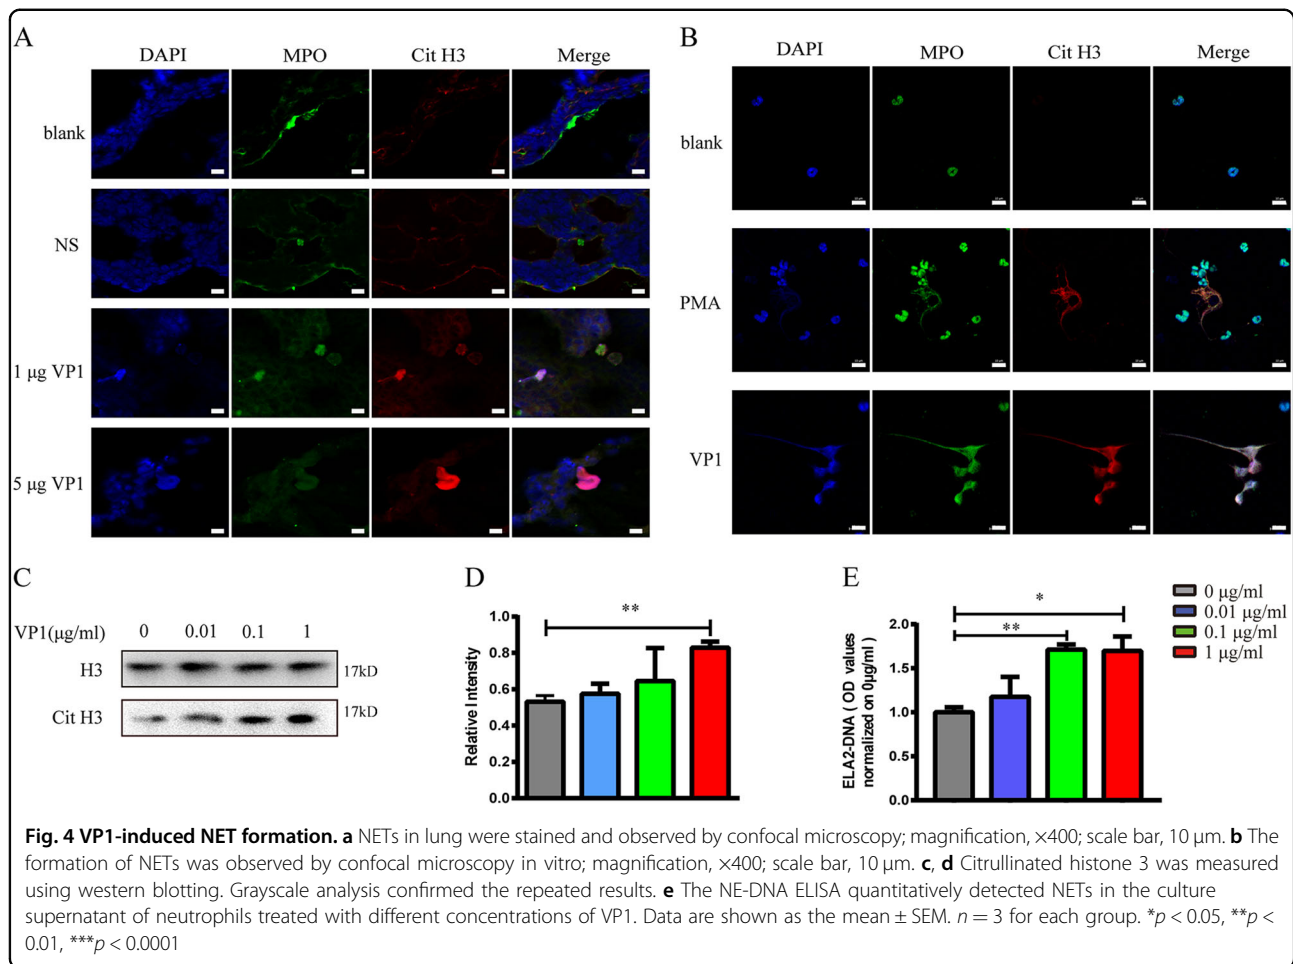 A
DAPI MPO Cit H3 Merge
blank
NS
1 µg VP1
5 µg VP1
B
DAPI MPO Cit H3 Merge
blank
PMA
VP1
C
VP1(µg/ml) 0 0.01 0.1 1
H3 17kD
Cit H3 17kD
D
**
Relative Intensity
1.0
0.8
0.6
0.4
0.2
0.0
E
*
**
ELA2-DNA ( OD values
normalized on 0µg/ml)
2.0
1.5
1.0
0.5
0.0
0 µg/ml
0.01 µg/ml
0.1 µg/ml
1 µg/ml
Fig. 4 VP1-induced NET formation. a NETs in lung were stained and observed by confocal microscopy; magnification, ×400; scale bar, 10 µm. b The
formation of NETs was observed by confocal microscopy in vitro; magnification, ×400; scale bar, 10 µm. c, d Citrullinated histone 3 was measured
using western blotting. Grayscale analysis confirmed the repeated results. e The NE-DNA ELISA quantitatively detected NETs in the culture
supernatant of neutrophils treated with different concentrations of VP1. Data are shown as the mean ± SEM. n = 3 for each group. *p < 0.05, **p <
0.01, ***p < 0.0001